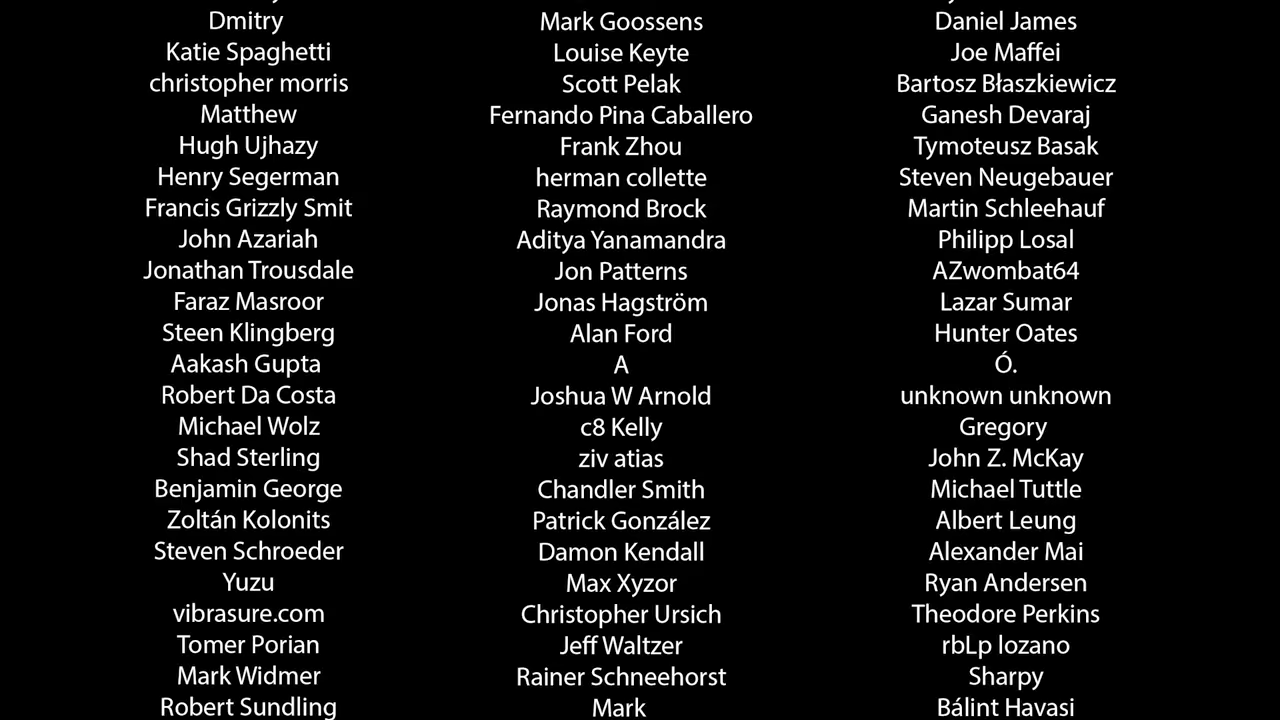 Dmitry
Katie Spaghetti
christopher morris
Matthew
Hugh Ujhazy
Henry Segerman
Francis Grizzly Smit
John Azariah
Jonathan Trousdale
Faraz Masroor
Steen Klingberg
Aakash Gupta
Robert Da Costa
Michael Wolz
Shad Sterling
Benjamin George
Zoltán Kolonits
Steven Schroeder
Yuzu
vibrasure.com
Tomer Porian
Mark Widmer
Robert Sundling
Mark Goossens
Louise Keyte
Scott Pelak
Fernando Pina Caballero
Frank Zhou
herman collette
Raymond Brock
Aditya Yanamandra
Jon Patterns
Jonas Hagström
Alan Ford
A
Joshua W Arnold
c8 Kelly
ziv atias
Chandler Smith
Patrick González
Damon Kendall
Max Xyzor
Christopher Ursich
Jeff Waltzer
Rainer Schneehorst
Mark
Daniel James
Joe Maffei
Bartosz Błaszkiewicz
Ganesh Devaraj
Tymoteusz Basak
Steven Neugebauer
Martin Schleehauf
Philipp Losal
AZwombat64
Lazar Sumar
Hunter Oates
Ó.
unknown unknown
Gregory
John Z. McKay
Michael Tuttle
Albert Leung
Alexander Mai
Ryan Andersen
Theodore Perkins
rbLp lozano
Sharpy
Bálint Havasi